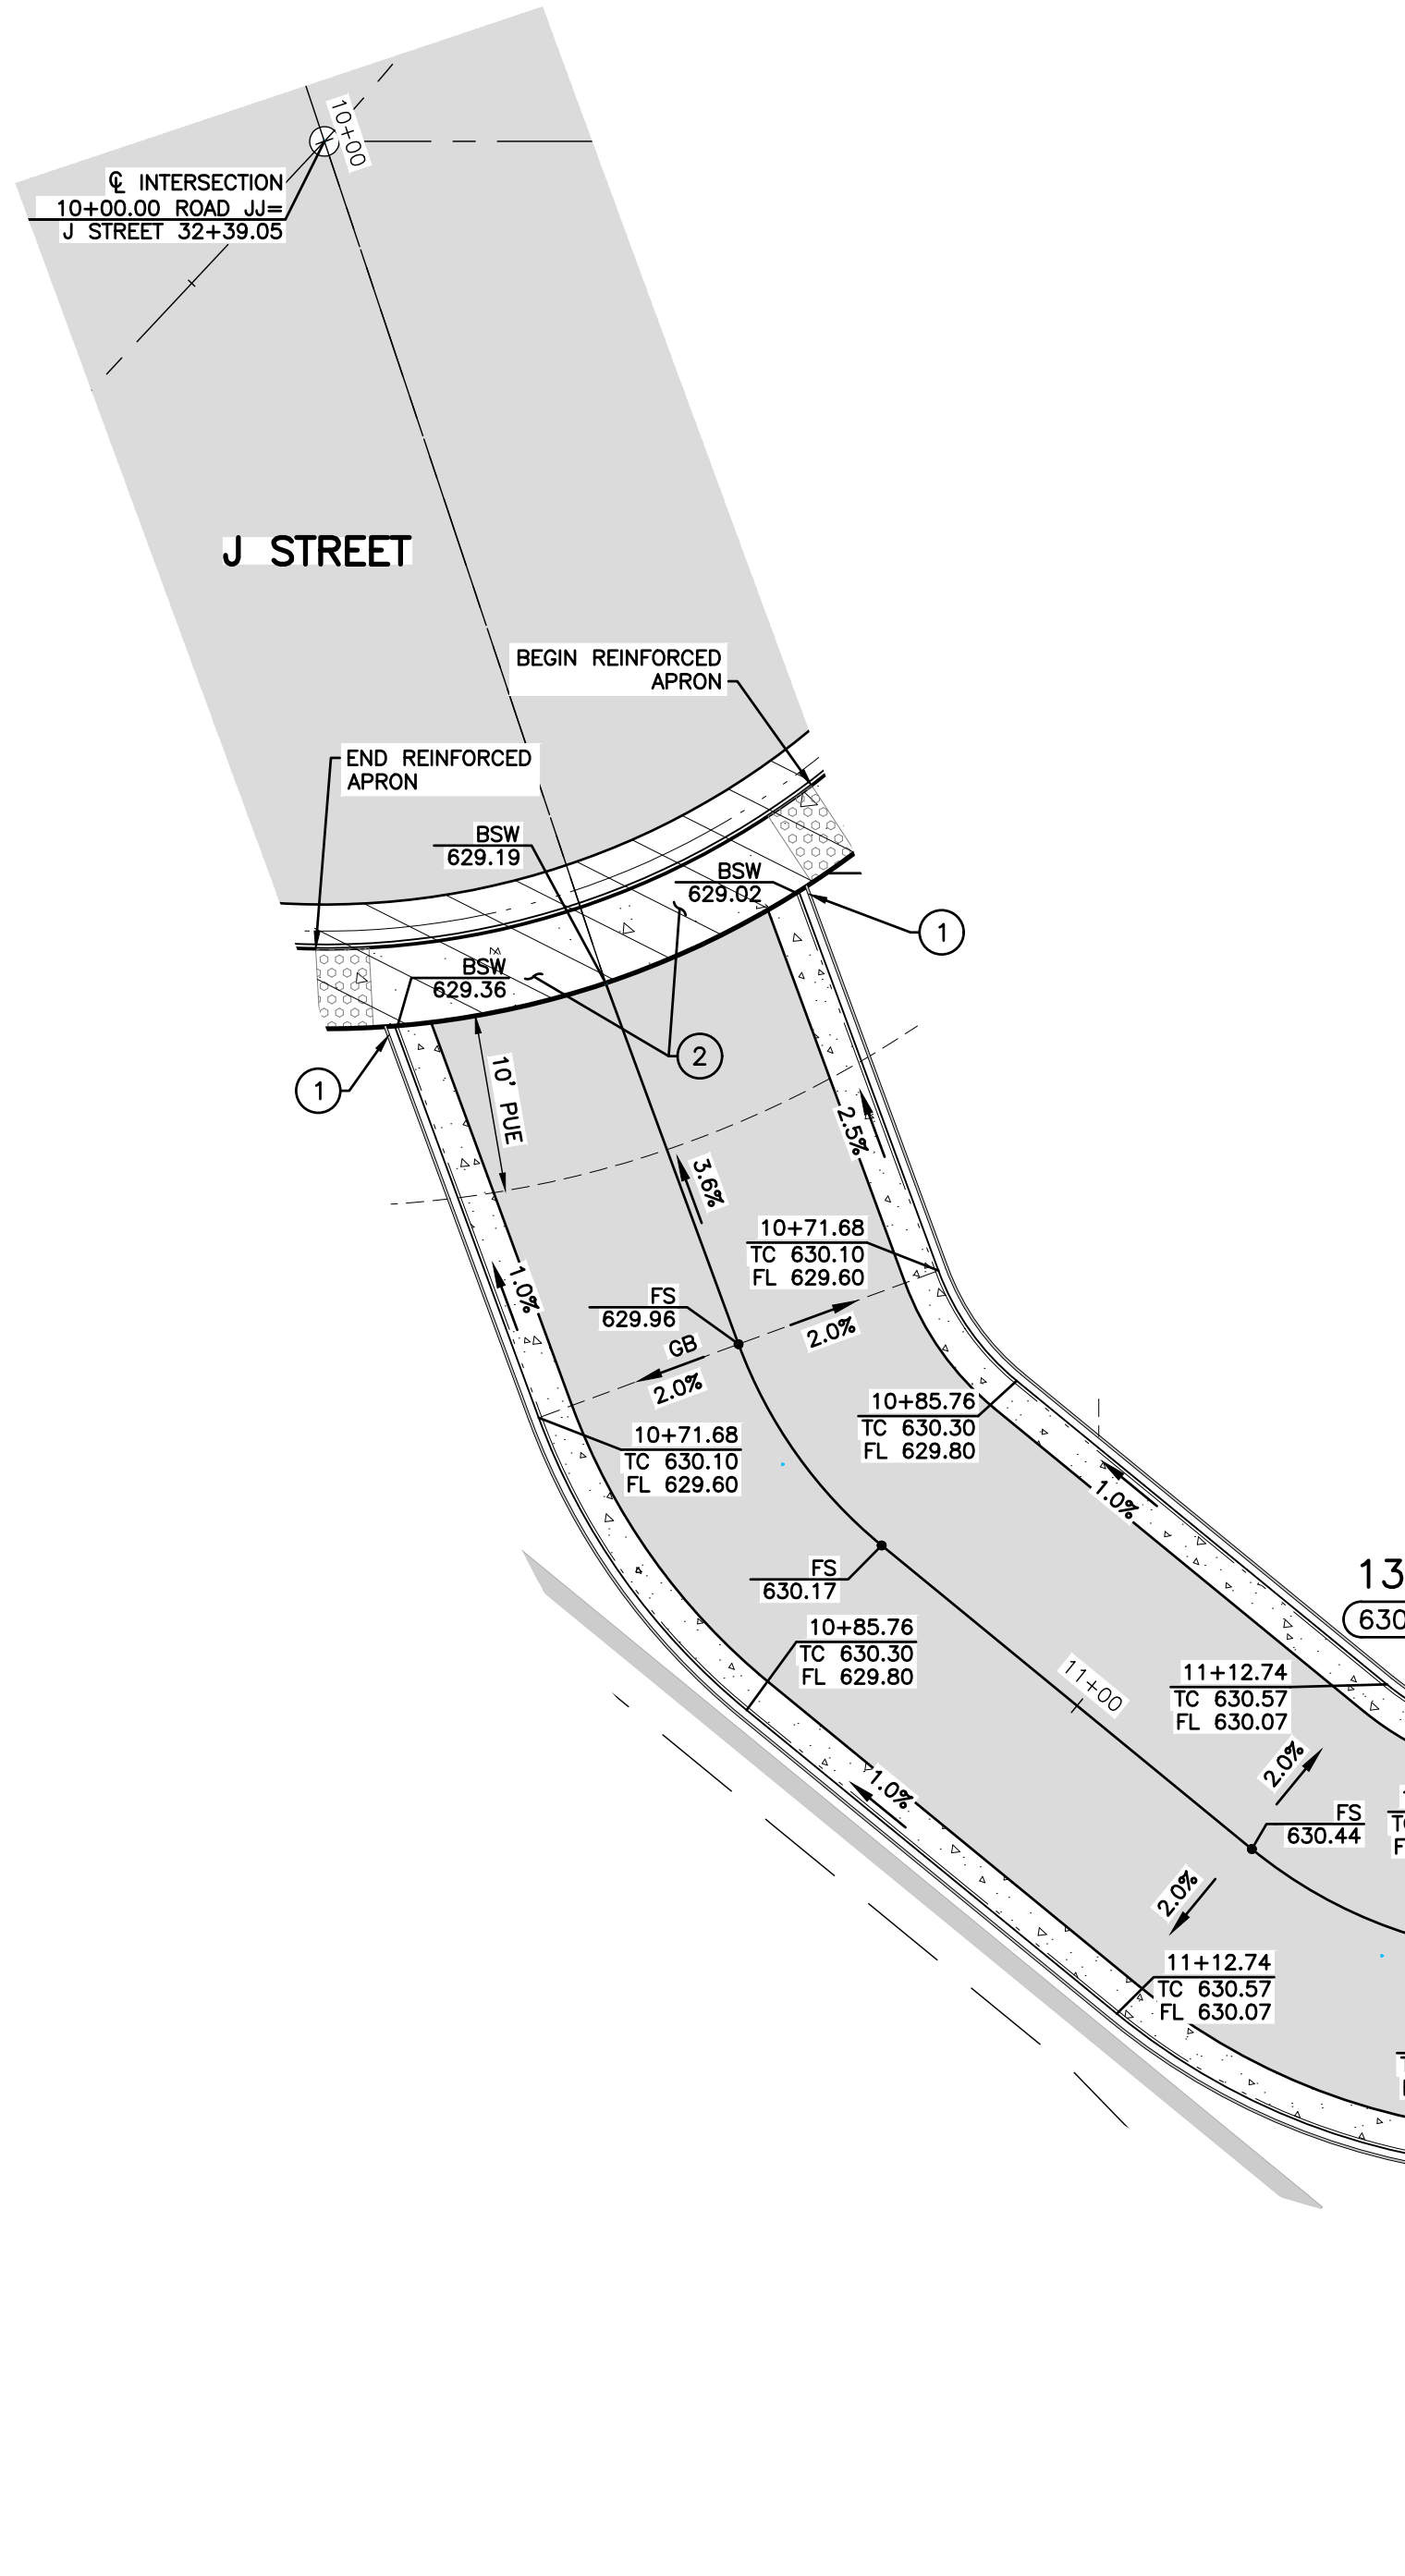 10+00
℄ INTERSECTION
10+00.00 ROAD JJ=
J STREET 32+39.05
J STREET
BEGIN REINFORCED
APRON
END REINFORCED
APRON
BSW
629.19
BSW
629.02
1
BSW
629.36
2
1
10' PUE
2.5%
3.6%
10+71.68
TC 630.10
FL 629.60
1.0%
FS
629.96
2.0%
GB
2.0%
10+85.76
TC 630.30
FL 629.80
10+71.68
TC 630.10
FL 629.60
1.0%
FS
630.17
13
630
10+85.76
TC 630.30
FL 629.80
11+00
11+12.74
TC 630.57
FL 630.07
2.0%
1.0%
FS
630.44
2.0%
11+12.74
TC 630.57
FL 630.07